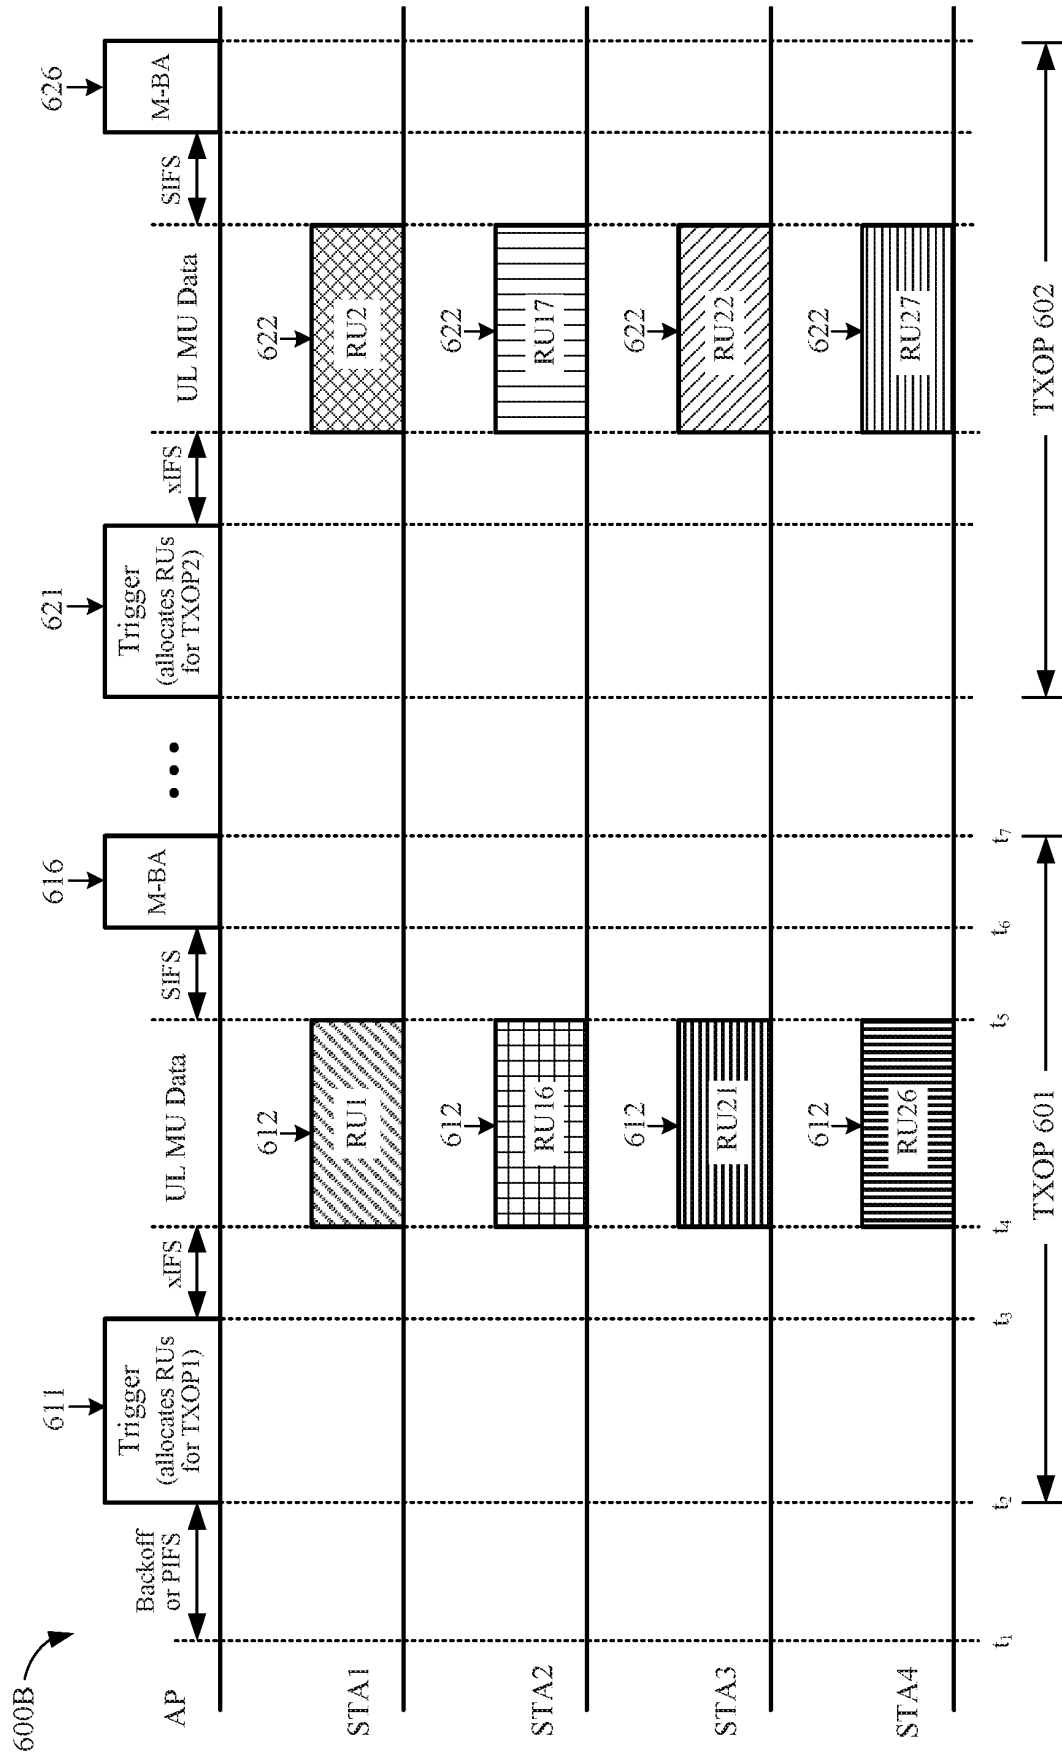 600B
611
616
621
626
AP
Backoff
or PIFS
Trigger
(allocates RUs
for TXOP1)
xIFS
UL MU Data
SIFS
M-BA
•••
Trigger
(allocates RUs
for TXOP2)
xIFS
UL MU Data
SIFS
M-BA
STA1
612
RU1
622
RU2
STA2
612
RU16
622
RU17
STA3
612
RU21
622
RU22
STA4
612
RU26
622
RU27
t1
t2
t3
t4
t5
t6
t7
TXOP 601
TXOP 602